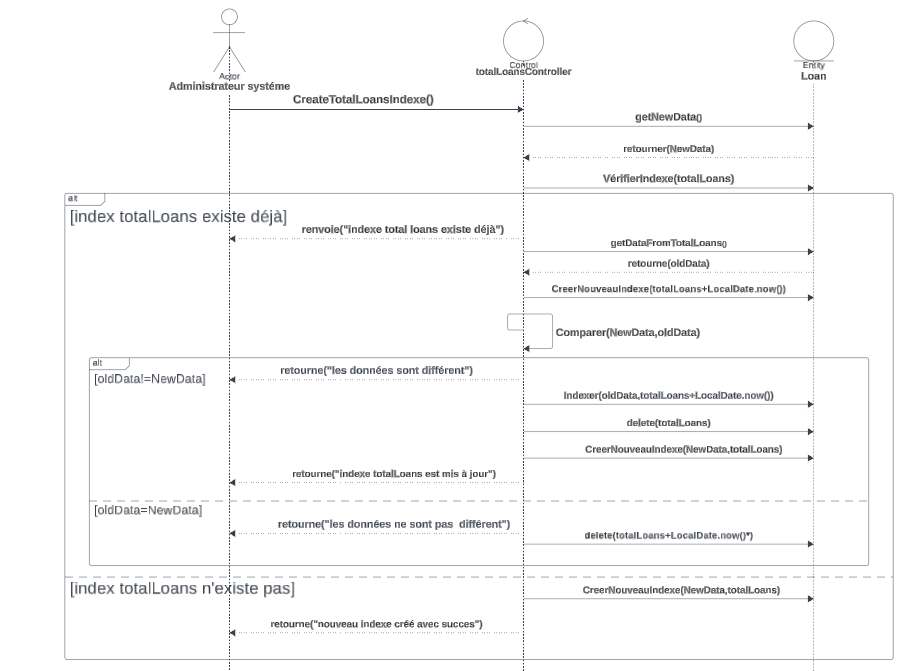 Actor
Administrateur systéme
Control
totalLoansController
Entity
Loan
CreateTotalLoansIndexe()
getNewData()
retourner(NewData)
VérifierIndexe(totalLoans)
alt
[index totalLoans existe déjà]
renvoie("indexe total loans existe déjà")
getDataFromTotalLoans()
retourne(oldData)
CreerNouveauIndexe(totalLoans+LocalDate.now())
Comparer(NewData,oldData)
alt
[oldData!=NewData]
retourne("les données sont différent")
Indexer(oldData,totalLoans+LocalDate.now())
delete(totalLoans)
CreerNouveauIndexe(NewData,totalLoans)
retourne("indexe totalLoans est mis à jour")
[oldData=NewData]
retourne("les données ne sont pas  différent")
delete(totalLoans+LocalDate.now()")
[index totalLoans n'existe pas]
CreerNouveauIndexe(NewData,totalLoans)
retourne("nouveau indexe créé avec succes")